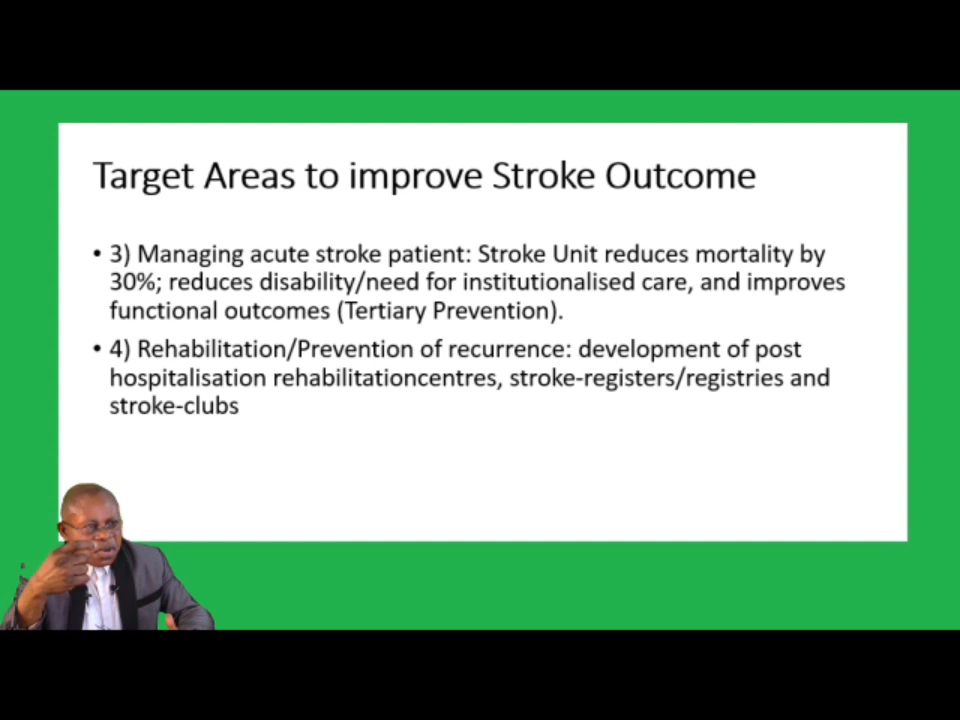 Target Areas to improve Stroke Outcome
• 3) Managing acute stroke patient: Stroke Unit reduces mortality by
30%; reduces disability/need for institutionalised care, and improves
functional outcomes (Tertiary Prevention).
• 4) Rehabilitation/Prevention of recurrence: development of post
hospitalisation rehabilitationcentres, stroke-registers/registries and
stroke-clubs